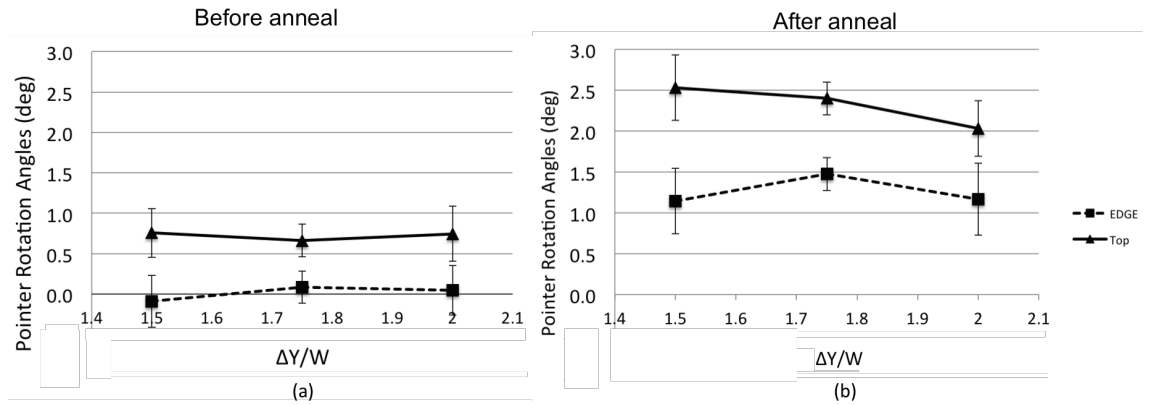 Before anneal
Pointer Rotation Angles (deg)
3.0
2.5
2.0
1.5
1.0
0.5
0.0
1.4 1.5 1.6 1.7 1.8 1.9 2 2.1
ΔY/W
(a)
After anneal
Pointer Rotation Angles (deg)
3.0
2.5
2.0
1.5
1.0
0.5
0.0
1.4 1.5 1.6 1.7 1.8 1.9 2 2.1
ΔY/W
(b)
EDGE
Top